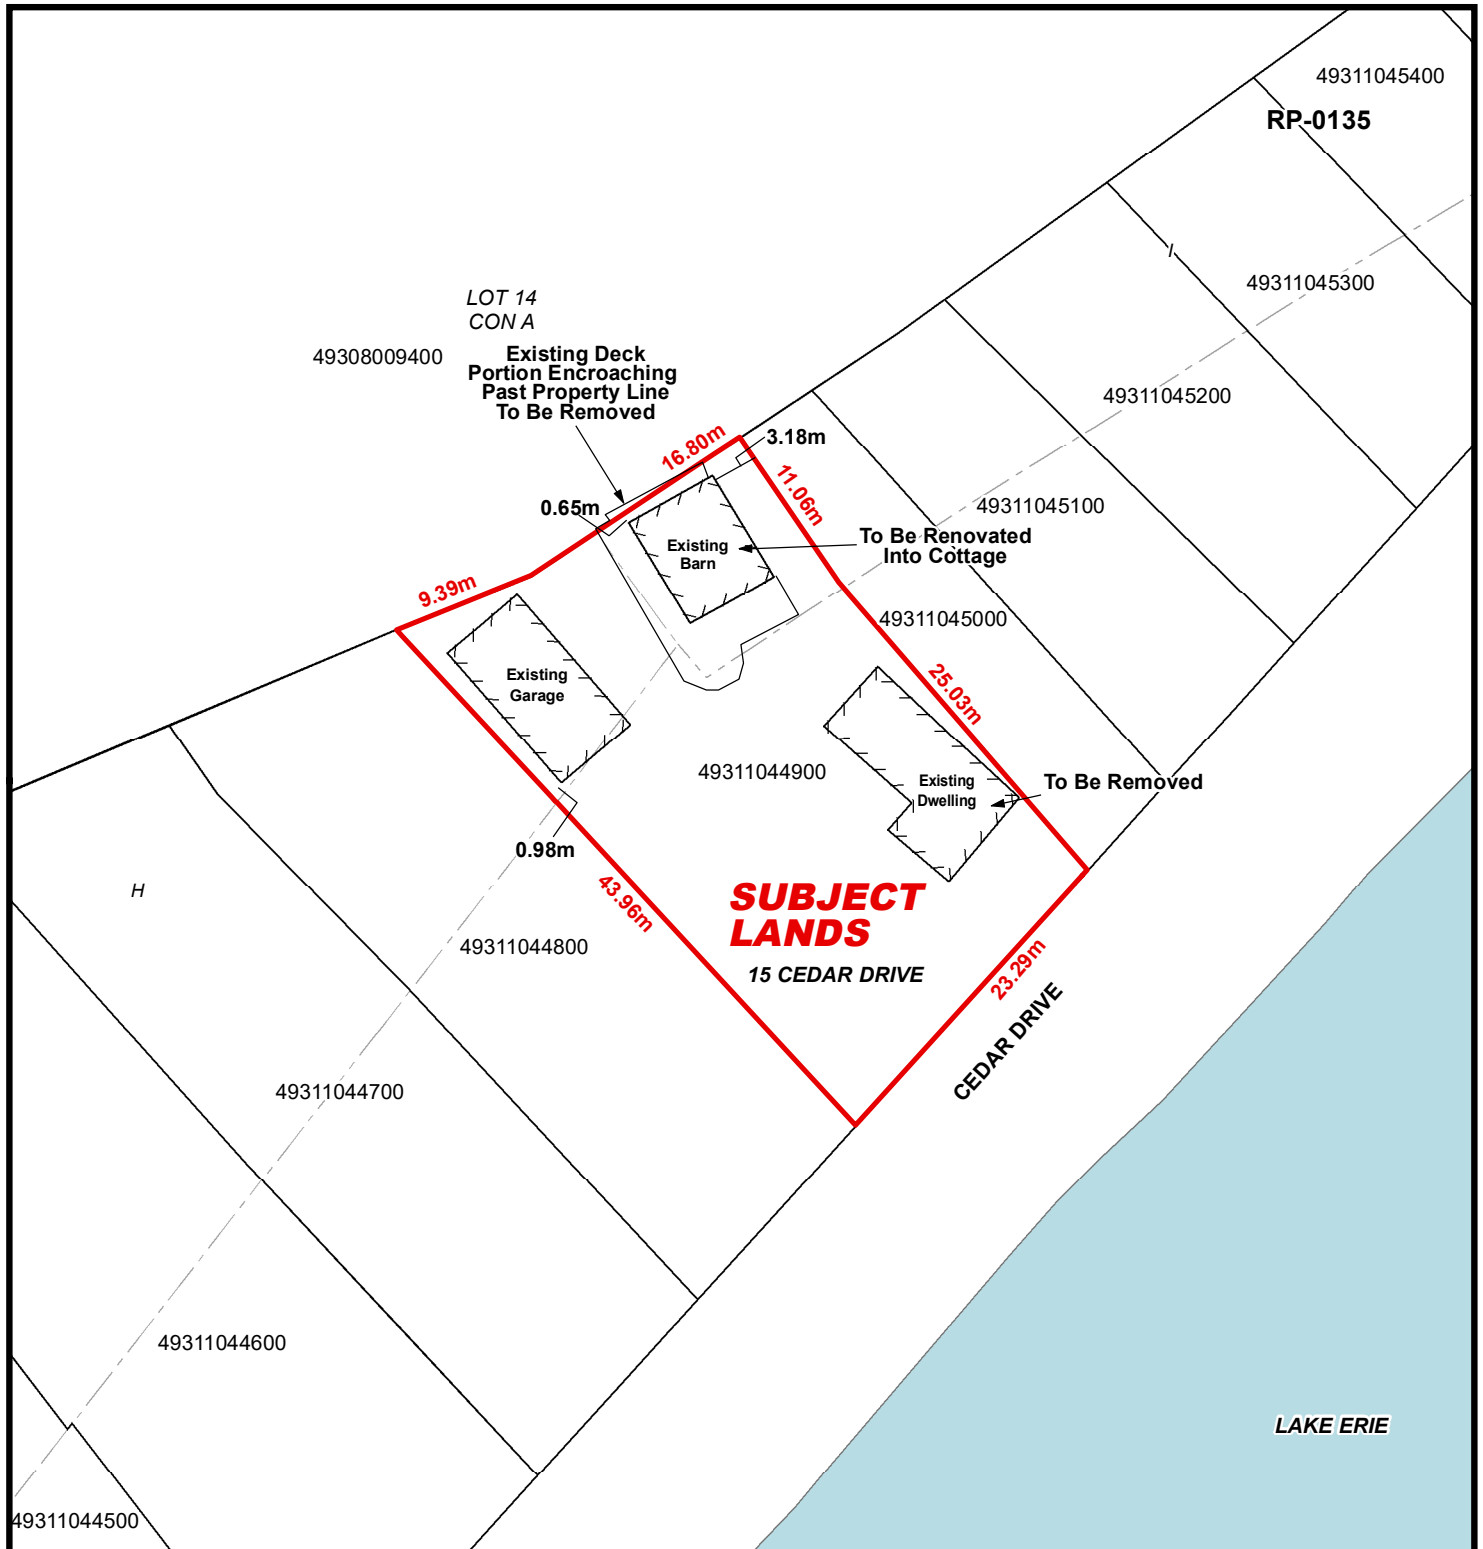 49311045400
RP-0135
I
49311045300
LOT 14
CON A
49308009400
Existing Deck
Portion Encroaching
Past Property Line
To Be Removed
49311045200
16.80m
3.18m
11.06m
0.65m
49311045100
To Be Renovated
Into Cottage
Existing
Barn
9.39m
49311045000
Existing
Garage
25.03m
49311044900
Existing
Dwelling
To Be Removed
0.98m
H
43.96m
SUBJECT
LANDS
15 CEDAR DRIVE
49311044800
23.29m
CEDAR DRIVE
49311044700
49311044600
LAKE ERIE
49311044500